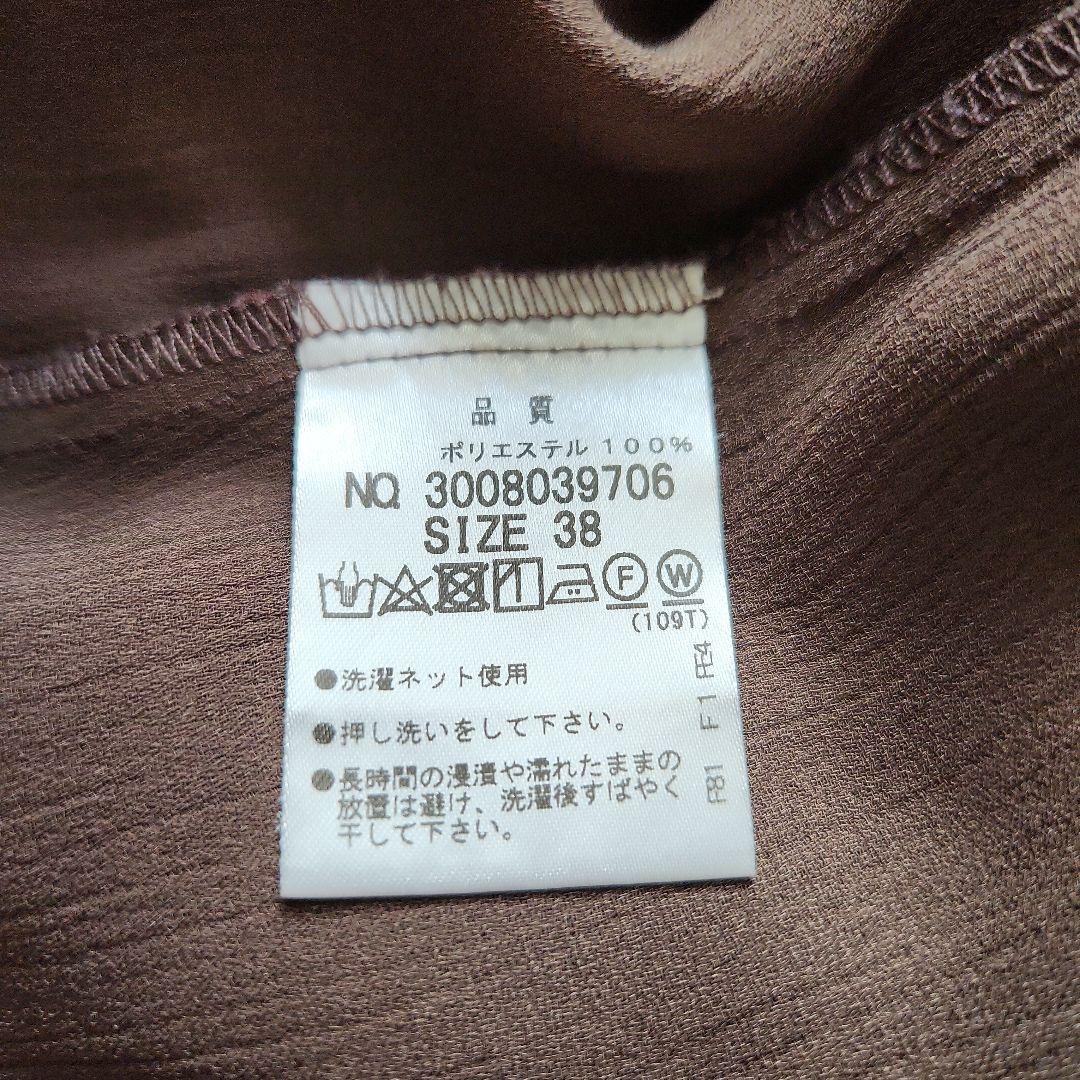 品質
ポリエステル 100%
NO. 3008039706
SIZE 38
F W
(109T)
●洗濯ネット使用
●押し洗いをして下さい。
●長時間の浸漬や濡れたままの
放置は避け、洗濯後すばやく
干して下さい。
F1